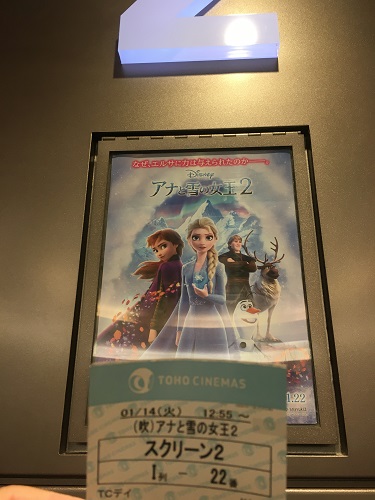 2
なぜ、エルサに力は与えられたのか――。
Disney
アナと雪の女王2
1.22
TOHO CINEMAS
01/14(火) 12:55 ~
(吹)アナと雪の女王2
スクリーン2
I列 - 22番
TCデイ